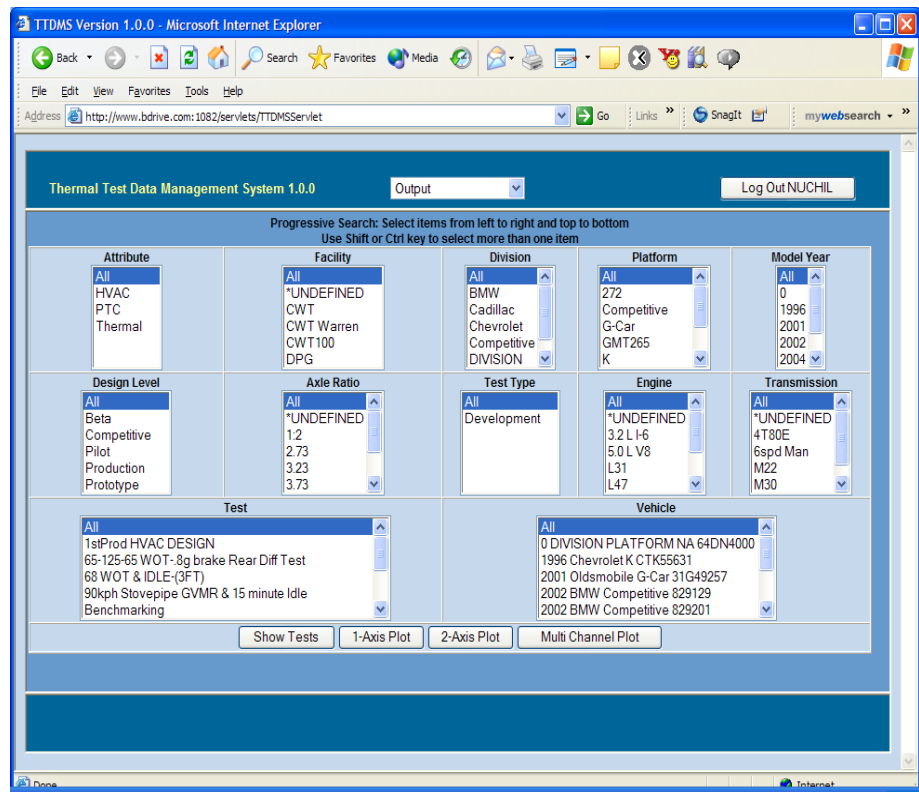 TTDMS Version 1.0.0 - Microsoft Internet Explorer
Back Search Favorites Media
File Edit View Favorites Tools Help
Address http://www.bdrive.com:1082/servlets/TTDMSServlet Go Links » SnagIt mywebsearch »
Thermal Test Data Management System 1.0.0 Output Log Out NUCHIL
Progressive Search: Select items from left to right and top to bottom
Use Shift or Ctrl key to select more than one item
Attribute Facility Division Platform Model Year
All All All All All
HVAC *UNDEFINED BMW 272 0
PTC CWT Cadillac Competitive 1996
Thermal CWT Warren Chevrolet G-Car 2001
CWT100 Competitive GMT265 2002
DPG DIVISION K 2004
Design Level Axle Ratio Test Type Engine Transmission
All All All All All
Beta *UNDEFINED Development *UNDEFINED *UNDEFINED
Competitive 1:2 3.2 L I-6 4T80E
Pilot 2.73 5.0 L V8 6spd Man
Production 3.23 L31 M22
Prototype 3.73 L47 M30
Test Vehicle
All All
1stProd HVAC DESIGN 0 DIVISION PLATFORM NA 64DN4000
65-125-65 WOT-.8g brake Rear Diff Test 1996 Chevrolet K CTK55631
68 WOT & IDLE-(3FT) 2001 Oldsmobile G-Car 31G49257
90kph Stovepipe GVMR & 15 minute Idle 2002 BMW Competitive 829129
Benchmarking 2002 BMW Competitive 829201
Show Tests 1-Axis Plot 2-Axis Plot Multi Channel Plot
Done Internet